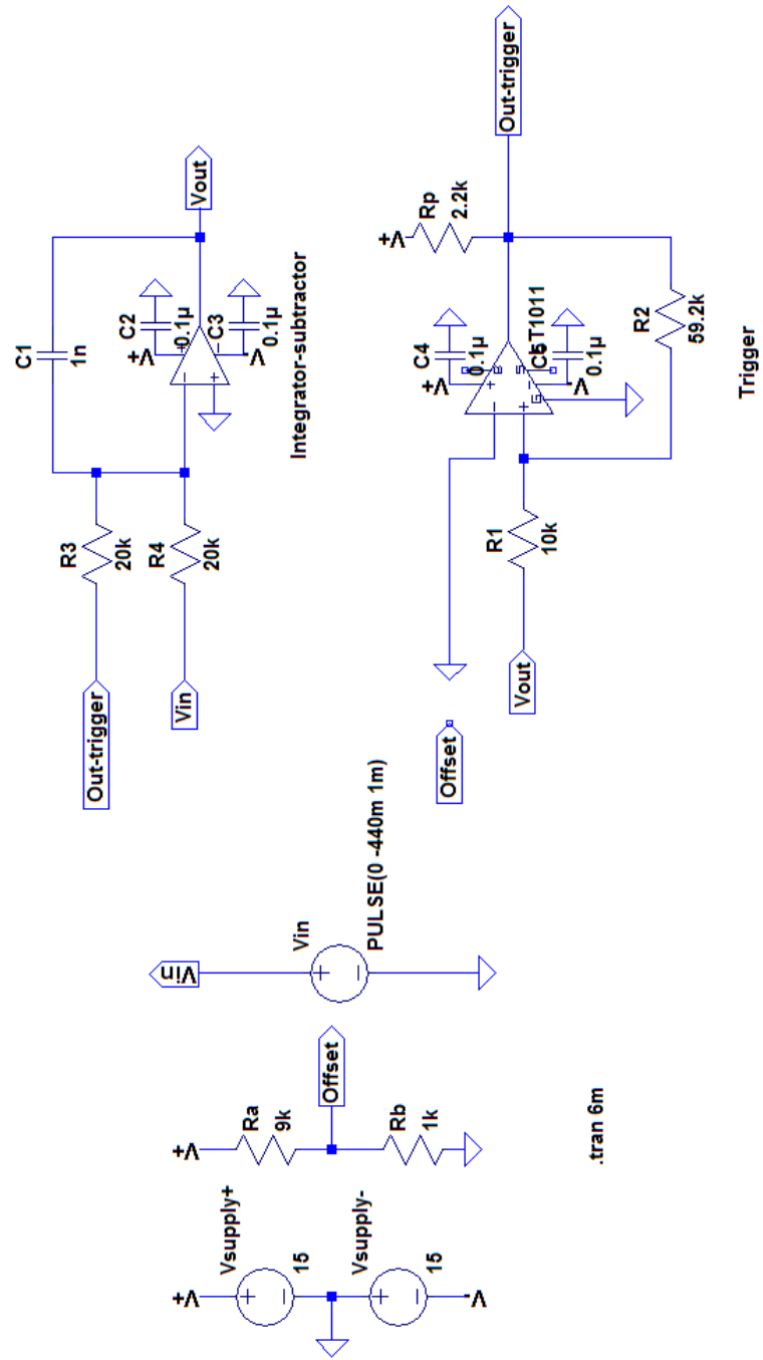 V+
Vsupply+
15
Vsupply-
15
V-
V+
Ra
9k
Offset
Rb
1k
.tran 6m
Vin
Vin
PULSE(0 -440m 1m)
Out-trigger
R3
20k
Vin
R4
20k
C1
1n
V+
C2
0.1µ
V-
C3
0.1µ
Vout
Integrator-subtractor
Offset
Vout
R1
10k
V+
C4
0.1µ
LT1011
V-
C5
0.1µ
G
V+
Rp
2.2k
Out-trigger
R2
59.2k
Trigger